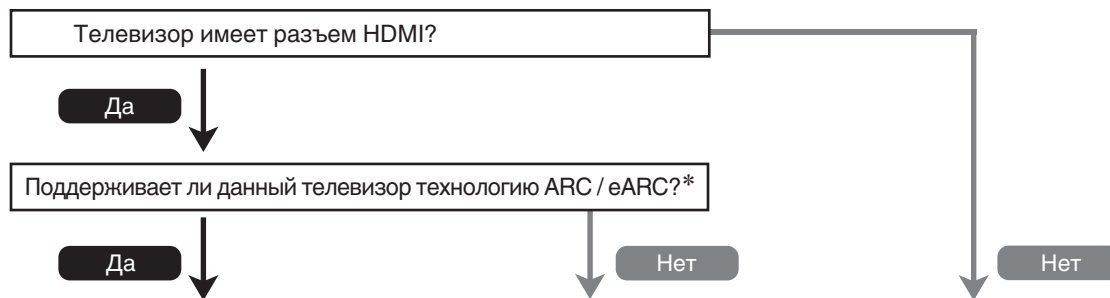 Телевизор имеет разъем HDMI?
Да
Поддерживает ли данный телевизор технологию ARC / eARC?*
Да
Нет
Нет